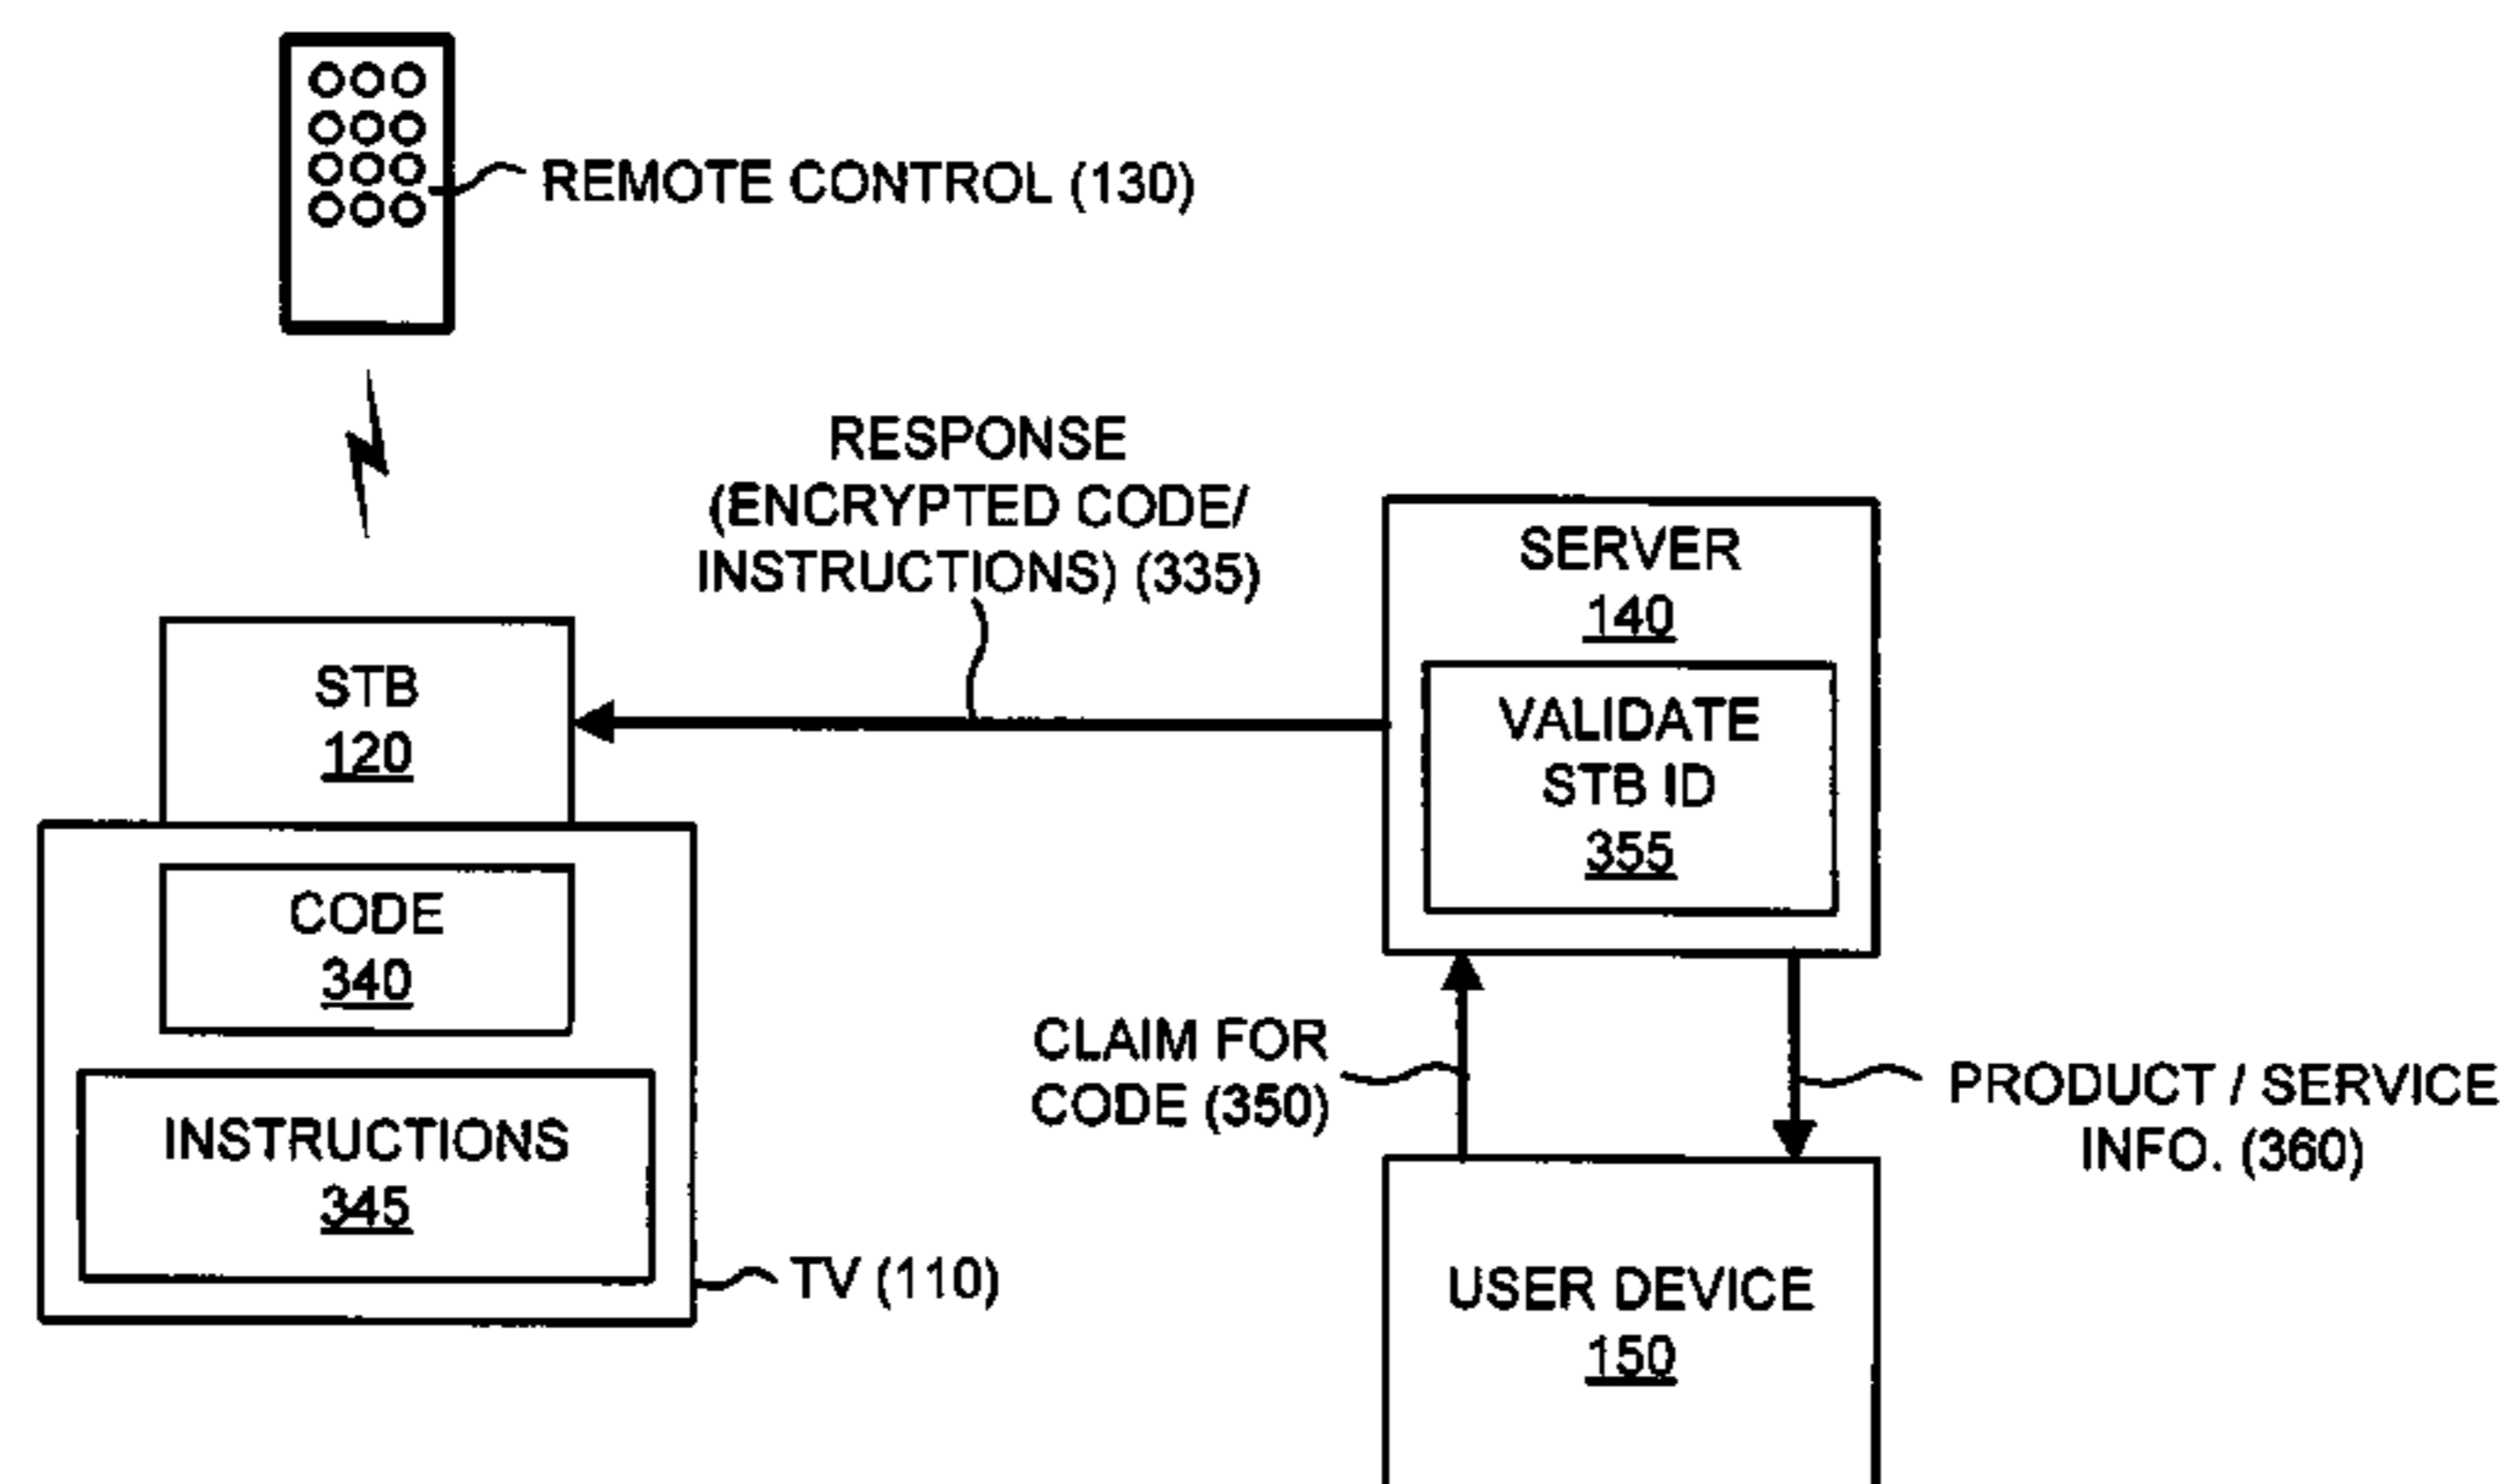 REMOTE CONTROL (130)
RESPONSE
(ENCRYPTED CODE/
INSTRUCTIONS) (335)
SERVER
140
VALIDATE
STB ID
355
STB
120
CODE
340
INSTRUCTIONS
345
TV (110)
CLAIM FOR
CODE (350)
PRODUCT / SERVICE
INFO. (360)
USER DEVICE
150